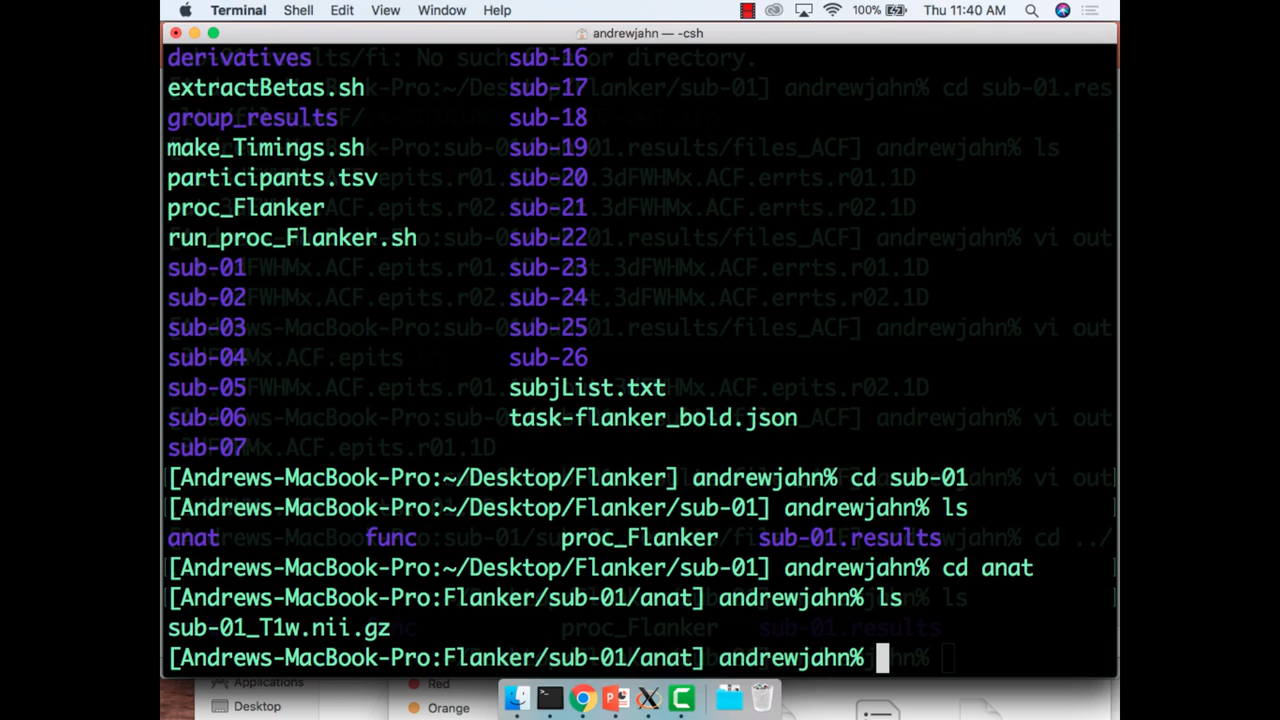 Terminal Shell Edit View Window Help 100% Thu 11:40 AM
andrewjahn — -csh
derivatives sub-16
extractBetas.sh sub-17
group_results sub-18
make_Timings.sh sub-19
participants.tsv sub-20
proc_Flanker sub-21
run_proc_Flanker.sh sub-22
sub-01 sub-23
sub-02 sub-24
sub-03 sub-25
sub-04 sub-26
sub-05 subjList.txt
sub-06 task-flanker_bold.json
sub-07
[Andrews-MacBook-Pro:~/Desktop/Flanker] andrewjahn% cd sub-01
[Andrews-MacBook-Pro:~/Desktop/Flanker/sub-01] andrewjahn% ls
anat func proc_Flanker sub-01.results
[Andrews-MacBook-Pro:~/Desktop/Flanker/sub-01] andrewjahn% cd anat
[Andrews-MacBook-Pro:Flanker/sub-01/anat] andrewjahn% ls
sub-01_T1w.nii.gz
[Andrews-MacBook-Pro:Flanker/sub-01/anat] andrewjahn%
Applications Red
Desktop Orange